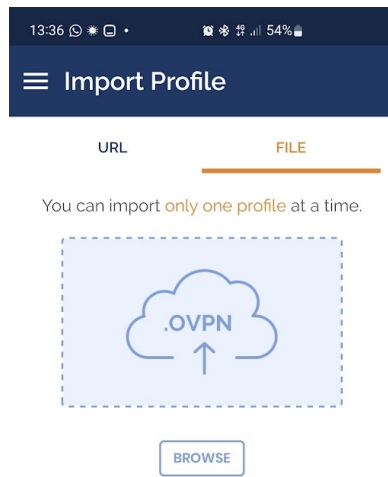 13:36 54%
Import Profile
URL FILE
You can import only one profile at a time.
.OVPN
BROWSE